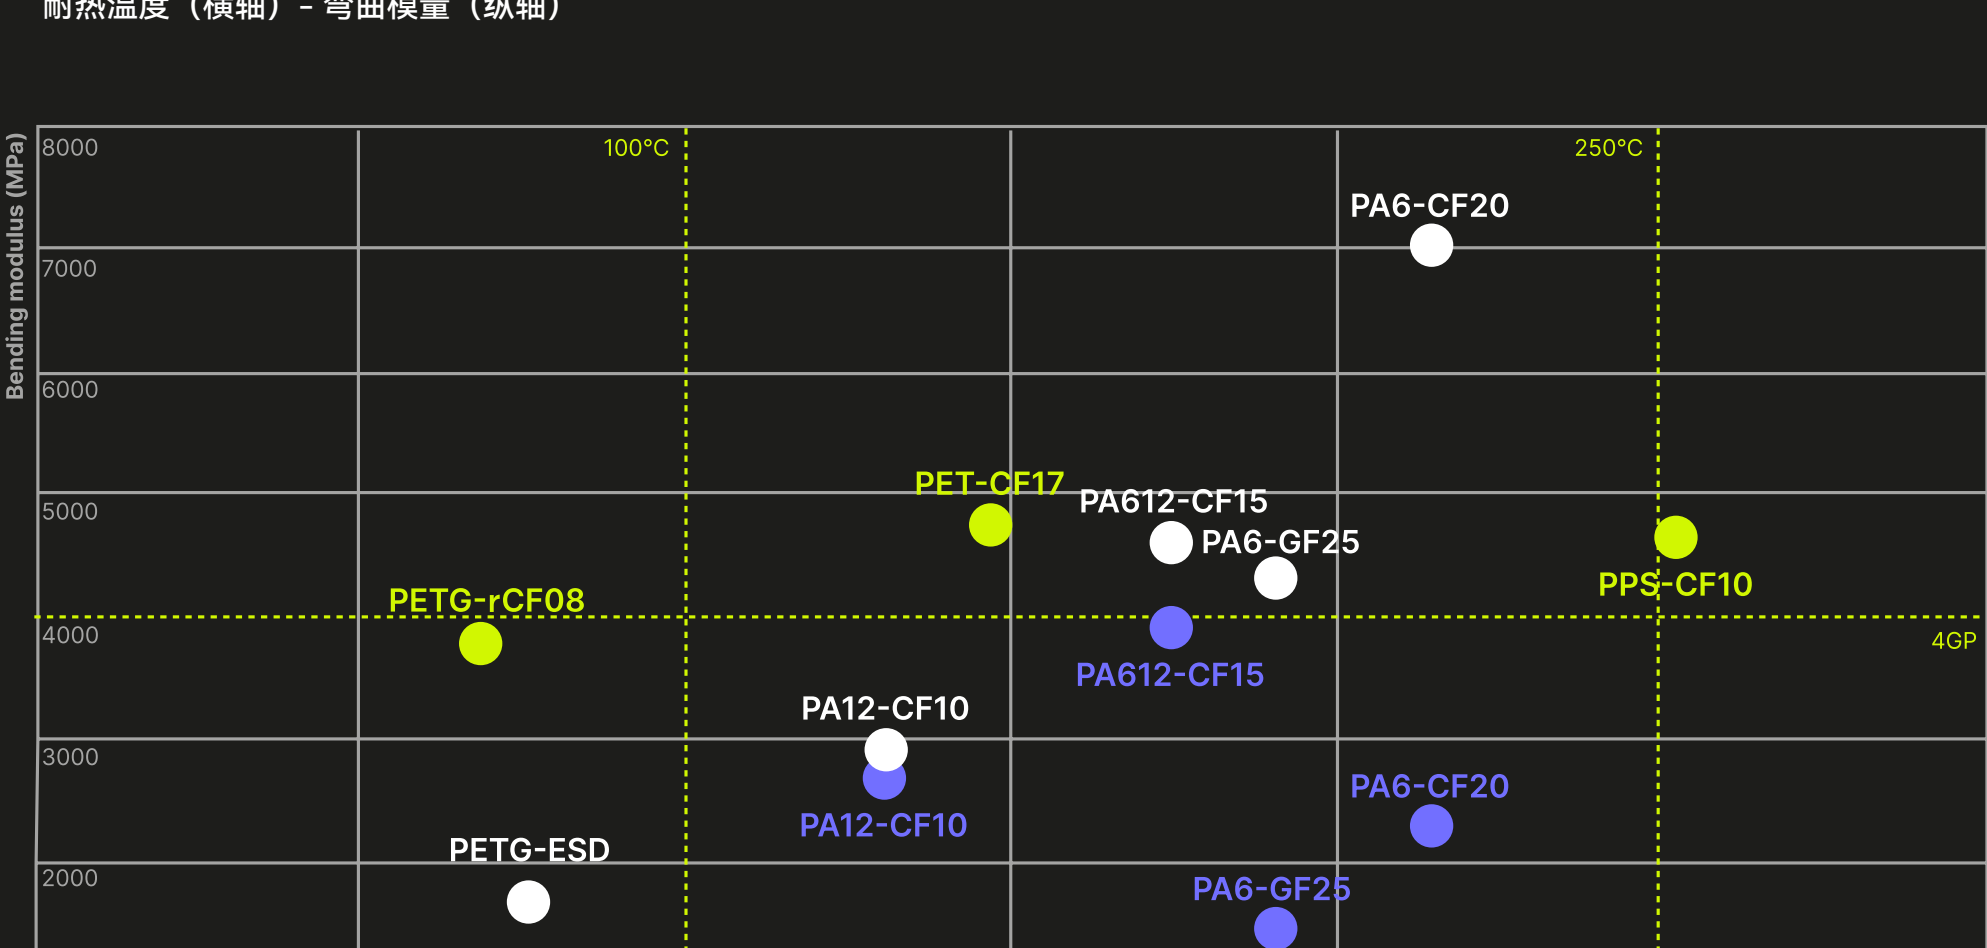 耐热温度（横轴）- 弯曲模量（纵轴）
Bending modulus (MPa)
8000
100°C
250°C
PA6-CF20
7000
6000
PET-CF17
PA612-CF15
5000
PA6-GF25
PPS-CF10
PETG-rCF08
4000
4GP
PA612-CF15
PA12-CF10
3000
PA6-CF20
PA12-CF10
PETG-ESD
2000
PA6-GF25